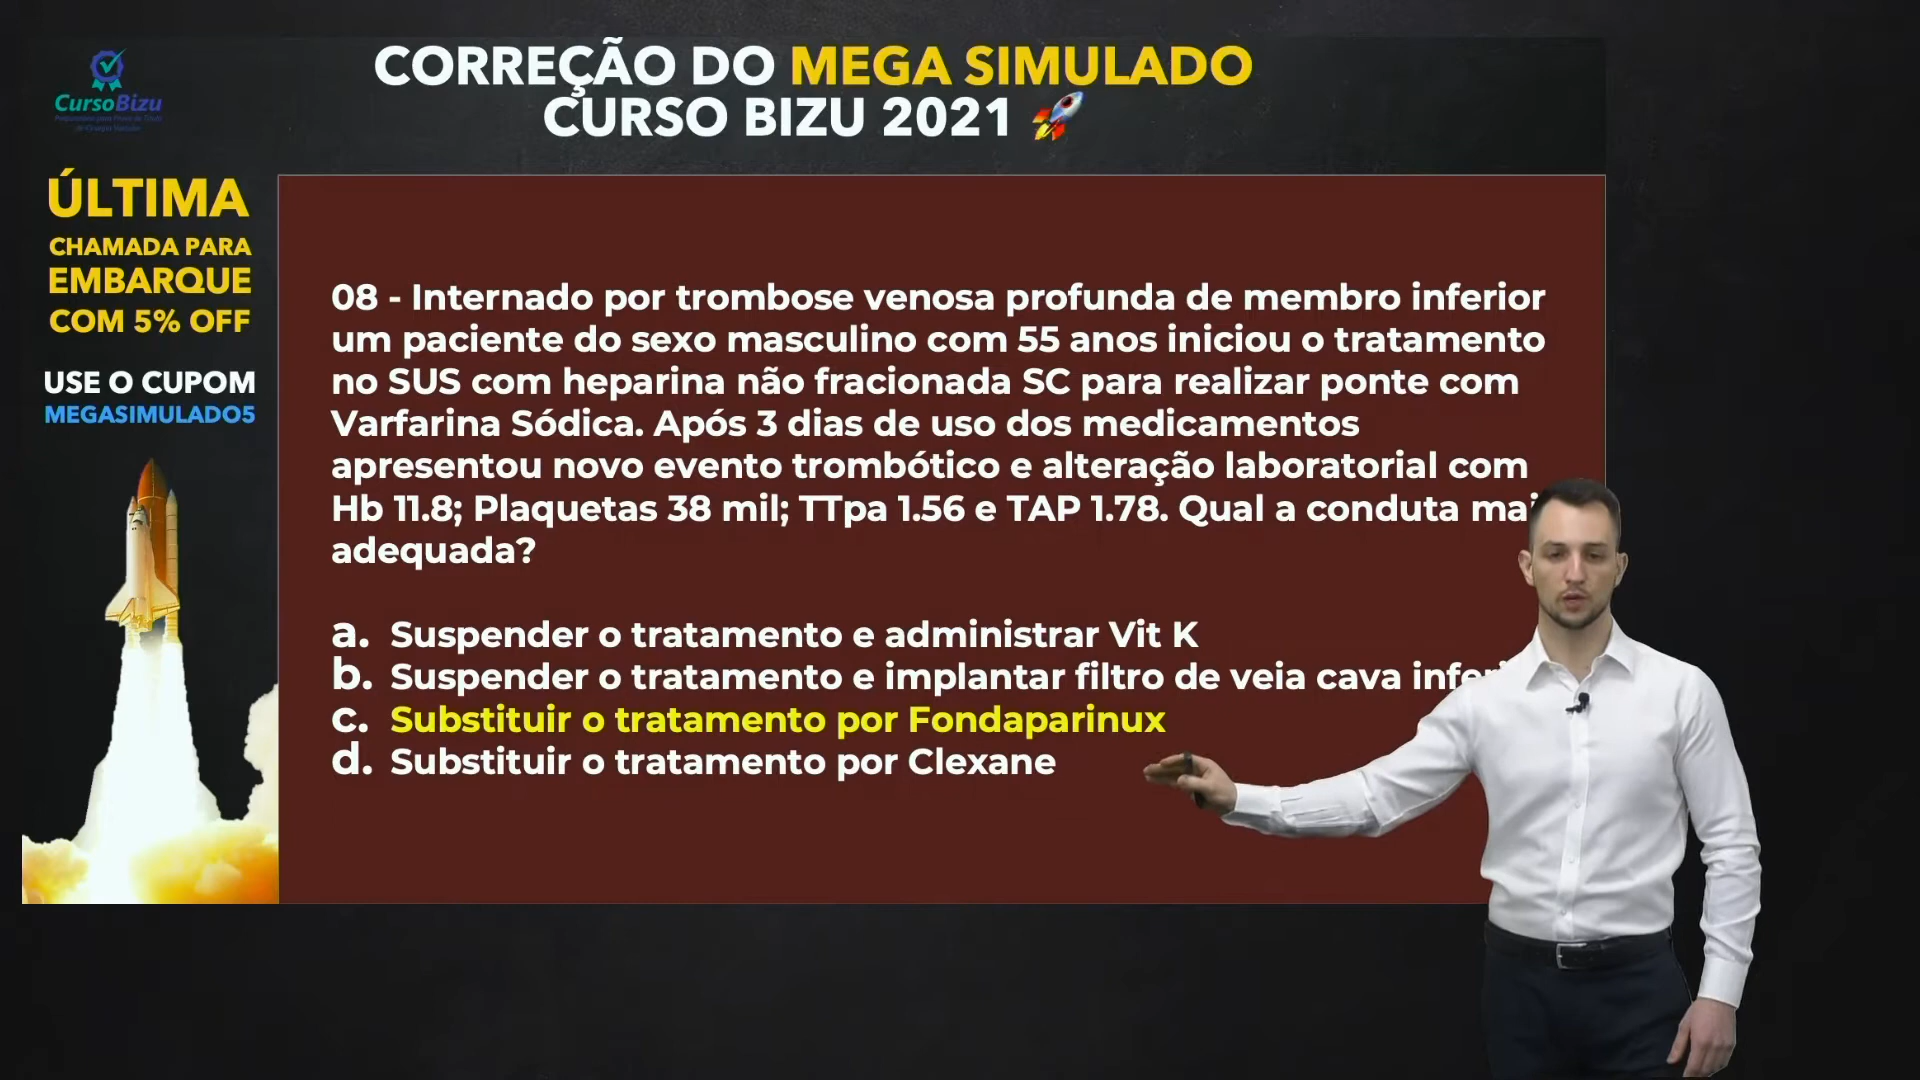 CORREÇÃO DO MEGA SIMULADO
CURSO BIZU 2021
CursoBizu
ÚLTIMA
CHAMADA PARA
EMBARQUE
COM 5% OFF
USE O CUPOM
MEGASIMULADO5
08 - Internado por trombose venosa profunda de membro inferior
um paciente do sexo masculino com 55 anos iniciou o tratamento
no SUS com heparina não fracionada SC para realizar ponte com
Varfarina Sódica. Após 3 dias de uso dos medicamentos
apresentou novo evento trombótico e alteração laboratorial com
Hb 11.8; Plaquetas 38 mil; TTpa 1.56 e TAP 1.78. Qual a conduta mai
adequada?
a. Suspender o tratamento e administrar Vit K
b. Suspender o tratamento e implantar filtro de veia cava infer
c. Substituir o tratamento por Fondaparinux
d. Substituir o tratamento por Clexane